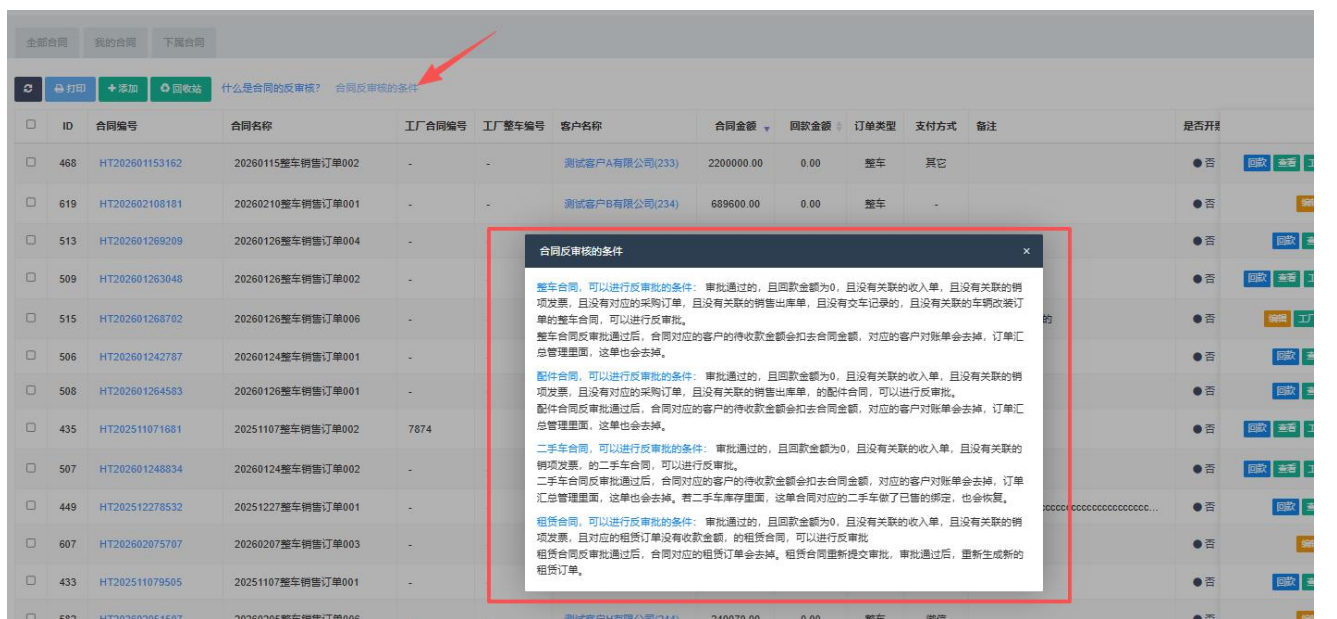 全部合同 我的合同 下属合同
打印 添加 回收站 什么是合同的反审核? 合同反审核的条件
ID 合同编号 合同名称 工厂合同编号 工厂整车编号 客户名称 合同金额 回款金额 订单类型 支付方式 备注 是否开票
468 HT202601153162 20260115整车销售订单002 - - 测试客户A有限公司(233) 2200000.00 0.00 整车 其它 否 回款 查看
619 HT202602108181 20260210整车销售订单001 - - 测试客户B有限公司(234) 689600.00 0.00 整车 - 否
513 HT202601269209 20260126整车销售订单004 - 否 回款
509 HT202601263048 20260126整车销售订单002 - 否 回款 查看
515 HT202601268702 20260126整车销售订单006 - 的 否 编辑
506 HT202601242787 20260124整车销售订单001 - 否 回款
508 HT202601264583 20260126整车销售订单001 - 否 回款
435 HT202511071681 20251107整车销售订单002 7874 否 回款 查看
507 HT202601248834 20260124整车销售订单002 - 否 回款 查看
449 HT202512278532 20251227整车销售订单001 - 否 回款
607 HT202602075707 20260207整车销售订单003 - 否
433 HT202511079505 20251107整车销售订单001 - 否 回款
合同反审核的条件 ×
整车合同,可以进行反审批的条件: 审批通过的,且回款金额为0,且没有关联的收入单,且没有关联的销
项发票,且没有对应的采购订单,且没有关联的销售出库单,且没有交车记录的,且没有关联的车辆改装订
单的整车合同,可以进行反审批。
整车合同反审批通过后,合同对应的客户的待收款金额会扣去合同金额,对应的客户对账单会去掉,订单汇
总管理里面,这单也会去掉。
配件合同,可以进行反审批的条件: 审批通过的,且回款金额为0,且没有关联的收入单,且没有关联的销
项发票,且没有对应的采购订单,且没有关联的销售出库单,的配件合同,可以进行反审批。
配件合同反审批通过后,合同对应的客户的待收款金额会扣去合同金额,对应的客户对账单会去掉,订单汇
总管理里面,这单也会去掉。
二手车合同,可以进行反审批的条件: 审批通过的,且回款金额为0,且没有关联的收入单,且没有关联的
销项发票,的二手车合同,可以进行反审批。
二手车合同反审批通过后,合同对应的客户的待收款金额会扣去合同金额,对应的客户对账单会去掉,订单
汇总管理里面,这单也会去掉。若二手车库存里面,这单合同对应的二手车做了已售的绑定,也会恢复。
租赁合同,可以进行反审批的条件: 审批通过的,且回款金额为0,且没有关联的收入单,且没有关联的销
项发票,且对应的租赁订单没有收款金额,的租赁合同,可以进行反审批
租赁合同反审批通过后,合同对应的租赁订单会去掉。租赁合同重新提交审批,审批通过后,重新生成新的
租赁订单。